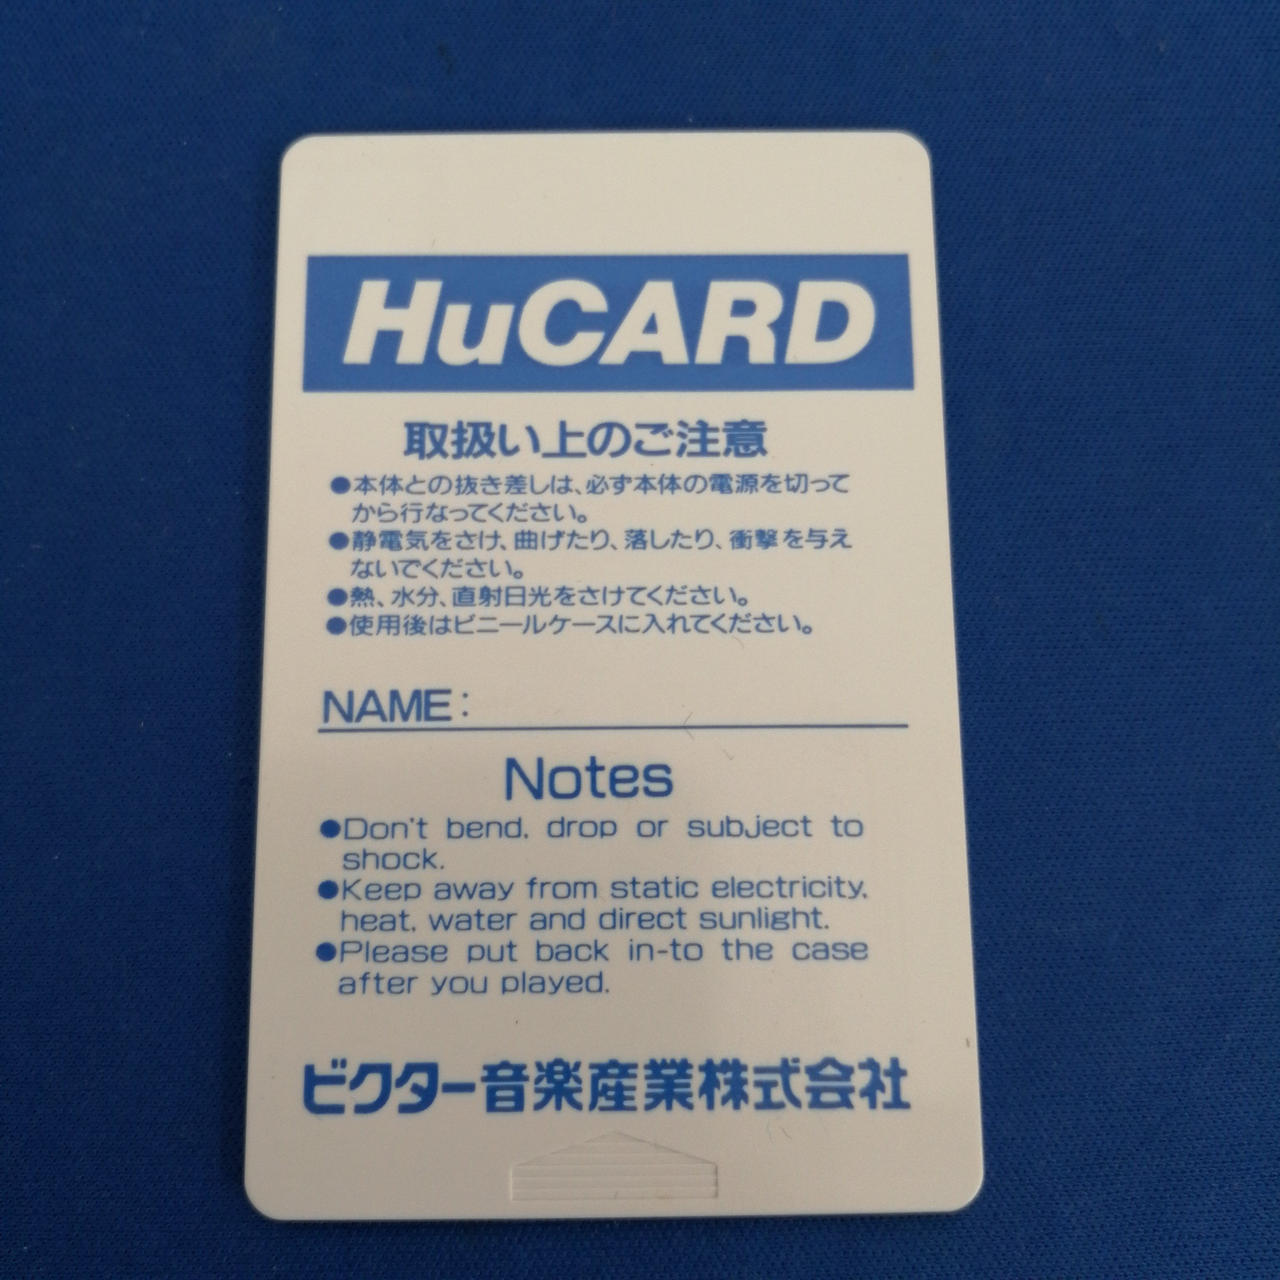 HuCARD
取扱い上のご注意
●本体との抜き差しは、必ず本体の電源を切って
から行なってください。
●静電気をさけ、曲げたり、落したり、衝撃を与え
ないでください。
●熱、水分、直射日光をさけてください。
●使用後はビニールケースに入れてください。
NAME:
Notes
●Don't bend, drop or subject to
shock.
●Keep away from static electricity,
heat, water and direct sunlight.
●Please put back in-to the case
after you played.
ビクター音楽産業株式会社